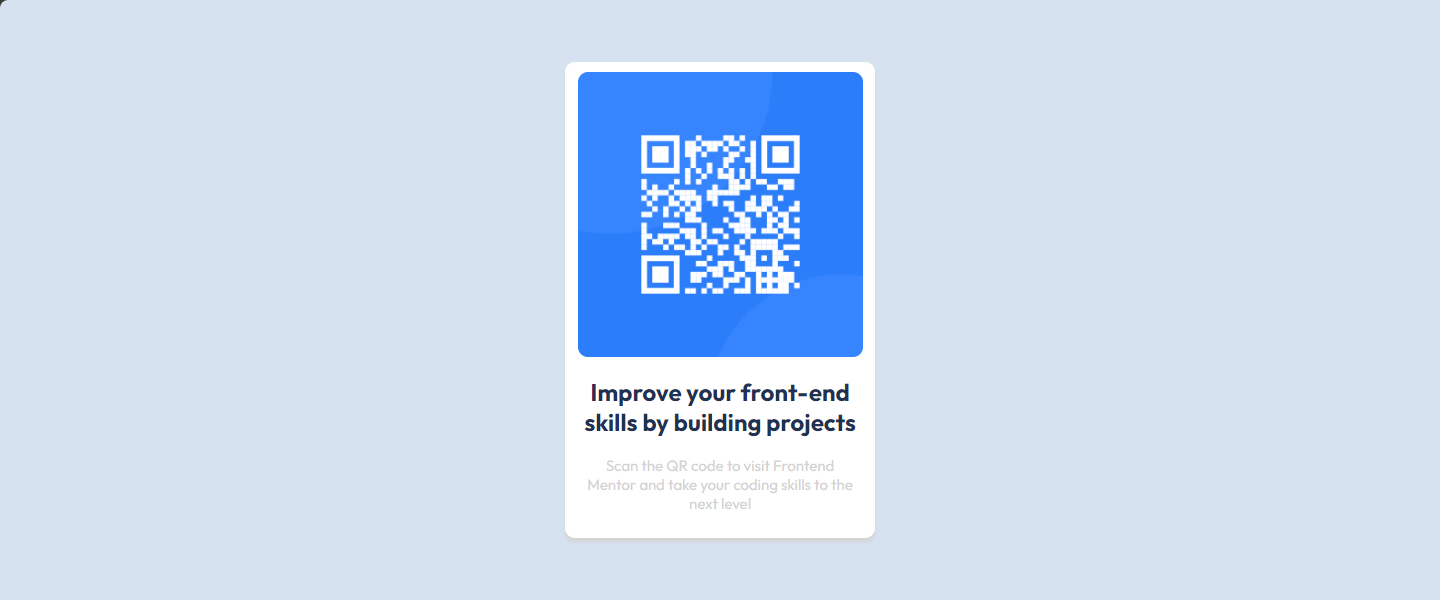 Improve your front-end
skills by building projects
Scan the QR code to visit Frontend
Mentor and take your coding skills to the
next level